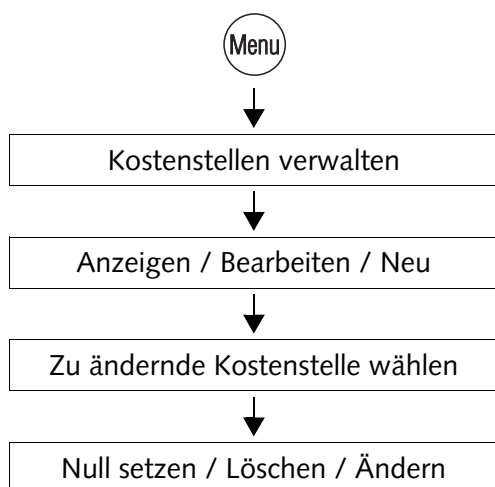 Menu
Kostenstellen verwalten
Anzeigen / Bearbeiten / Neu
Zu ändernde Kostenstelle wählen
Null setzen / Löschen / Ändern